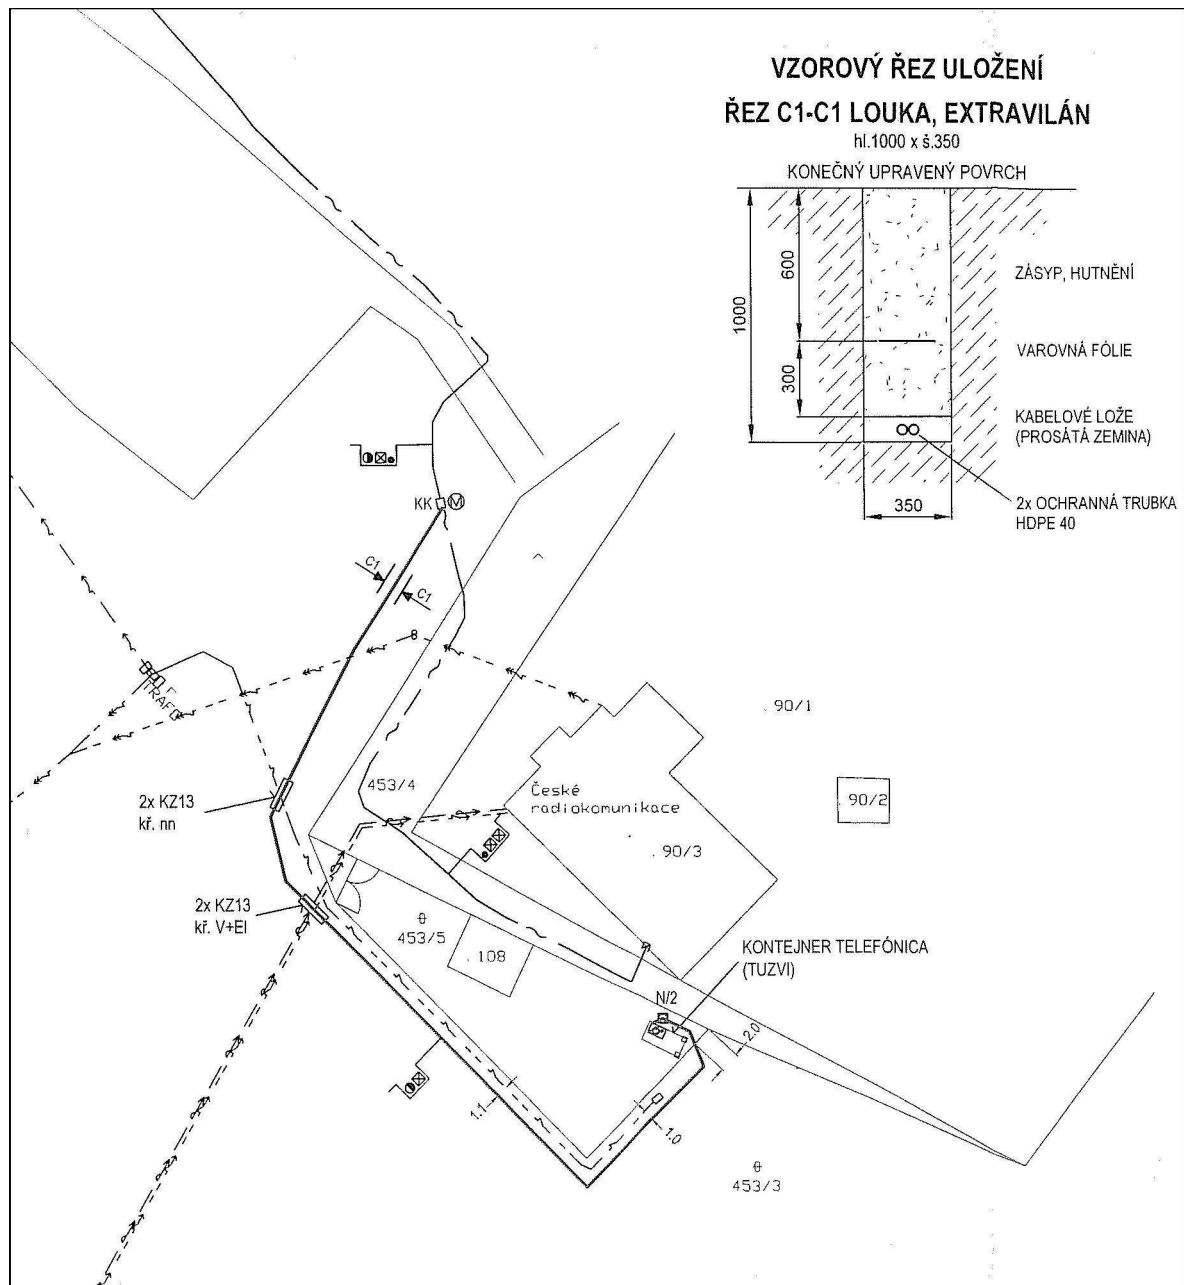 VZOROVÝ ŘEZ ULOŽENÍ
ŘEZ C1-C1 LOUKA, EXTRAVILÁN
hl.1000 x š.350
KONEČNÝ UPRAVENÝ POVRCH
600
1000
300
350
ZÁSYP, HUTNĚNÍ
VAROVNÁ FÓLIE
KABELOVÉ LOŽE
(PROSÁTÁ ZEMINA)
2x OCHRANNÁ TRUBKA
HDPE 40
KK
M
C1
C1
8
TRAFO
90/1
453/4
České
radiokomunikace
90/2
2x KZ13
kř. nn
90/3
2x KZ13
kř. V+El
453/5
108
KONTEJNER TELEFÓNICA
(TUZVI)
N/2
2.0
1.1
1.0
453/3